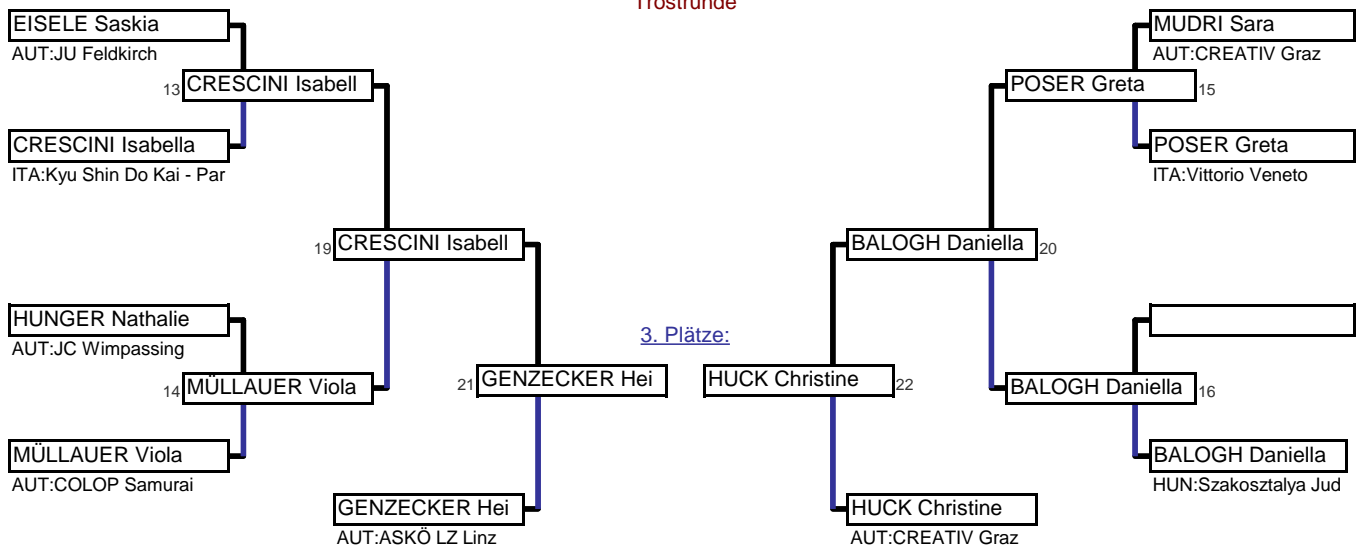 Trostrunde
EISELE Saskia
AUT:JU Feldkirch
13 CRESCINI Isabell
CRESCINI Isabella
ITA:Kyu Shin Do Kai - Par
19 CRESCINI Isabell
HUNGER Nathalie
AUT:JC Wimpassing
14 MÜLLAUER Viola
MÜLLAUER Viola
AUT:COLOP Samurai
21 GENZECKER Hei
GENZECKER Hei
AUT:ASKÖ LZ Linz
3. Plätze:
MUDRI Sara
AUT:CREATIV Graz
POSER Greta 15
POSER Greta
ITA:Vittorio Veneto
BALOGH Daniella 20
HUCK Christine 22
BALOGH Daniella 16
BALOGH Daniella
HUN:Szakosztalya Jud
HUCK Christine
AUT:CREATIV Graz